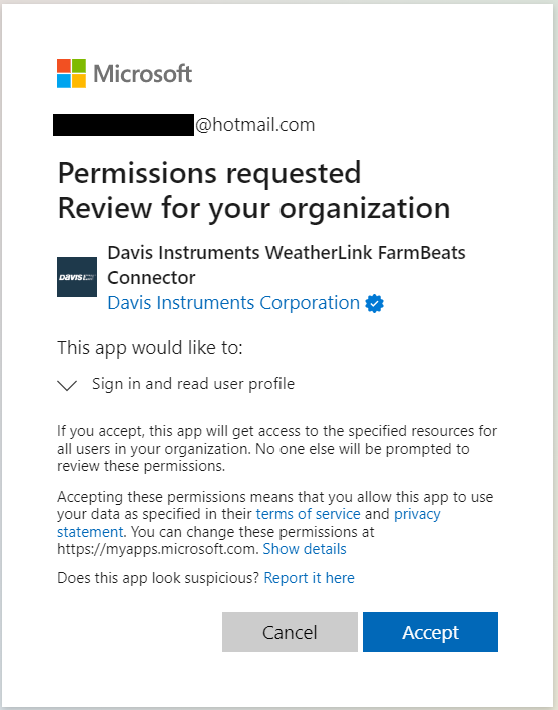 Microsoft
@hotmail.com
Permissions requested
Review for your organization
Davis Instruments WeatherLink FarmBeats
Connector
DAVIS
Davis Instruments Corporation
This app would like to:
Sign in and read user profile
If you accept, this app will get access to the specified resources for
all users in your organization. No one else will be prompted to
review these permissions.
Accepting these permissions means that you allow this app to use
your data as specified in their terms of service and privacy
statement. You can change these permissions at
https://myapps.microsoft.com. Show details
Does this app look suspicious? Report it here
Cancel
Accept